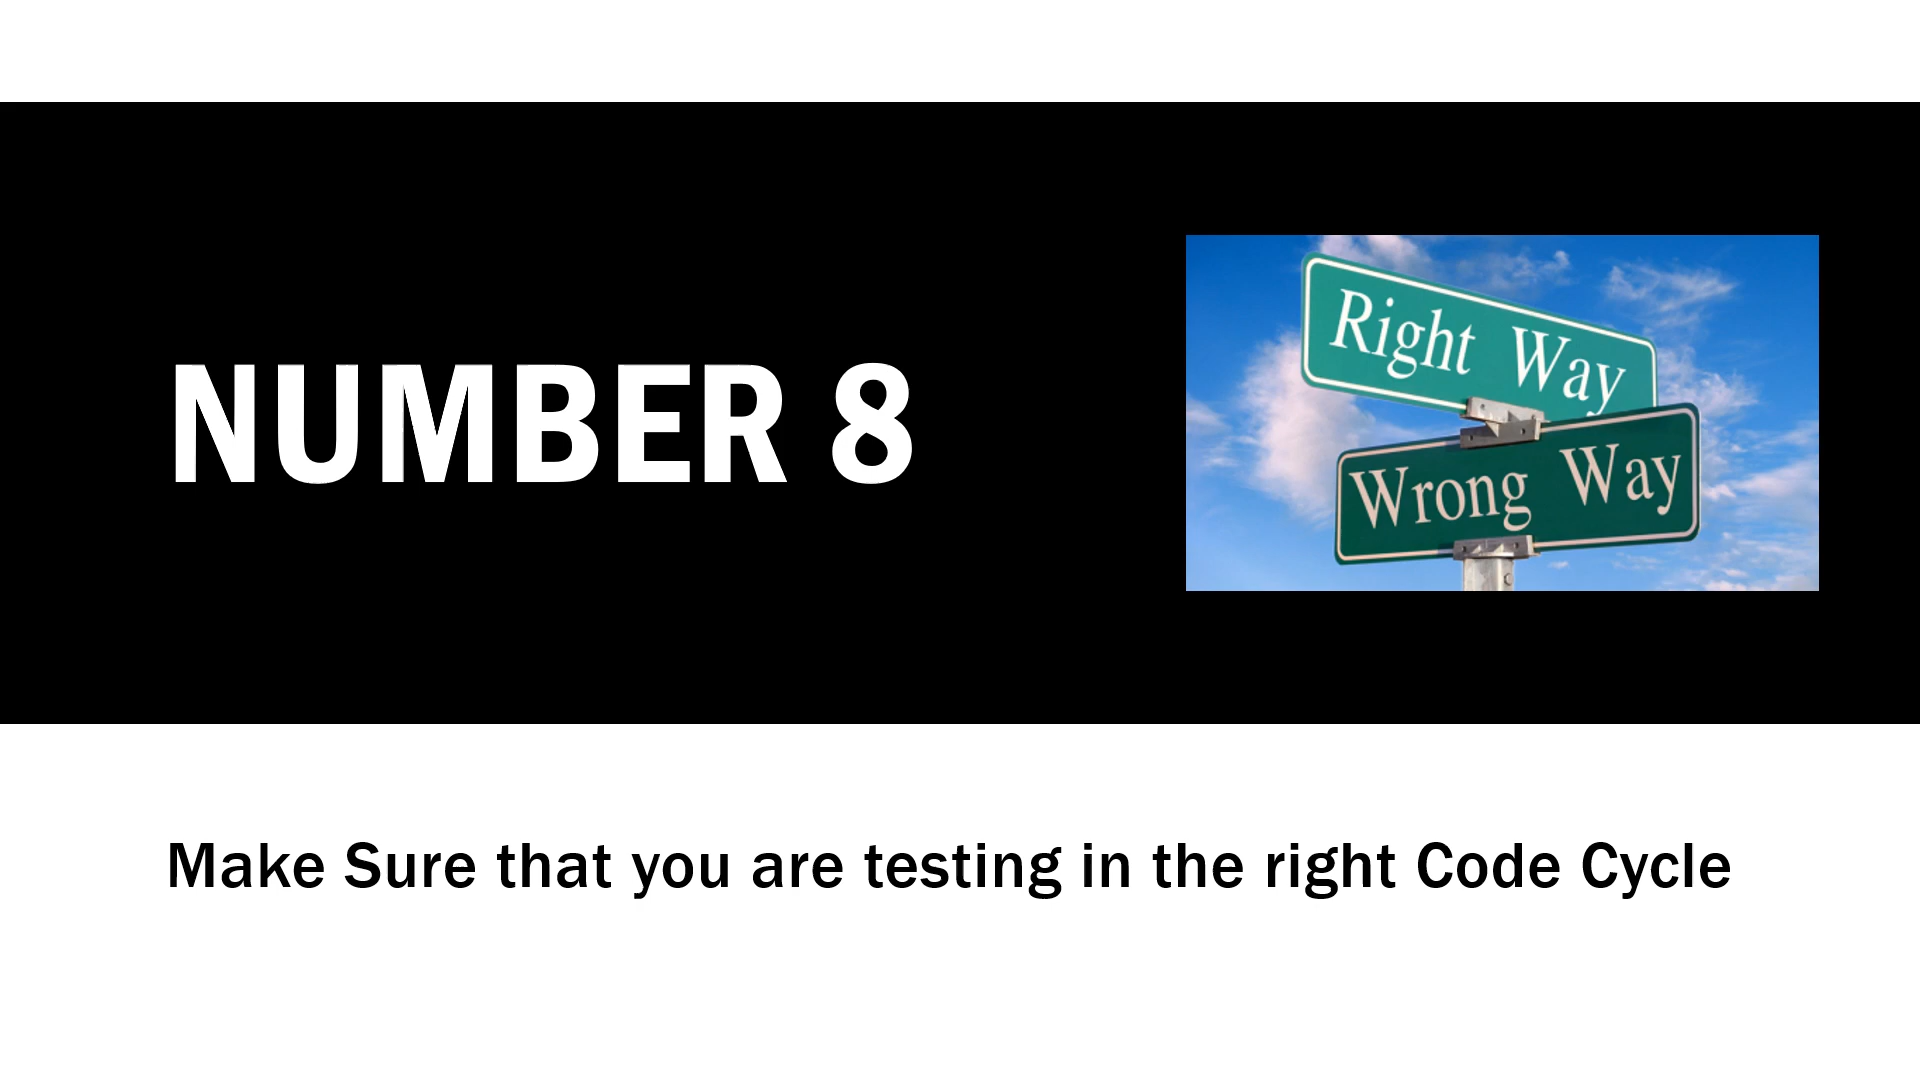 NUMBER 8
Right Way
Wrong Way
Make Sure that you are testing in the right Code Cycle